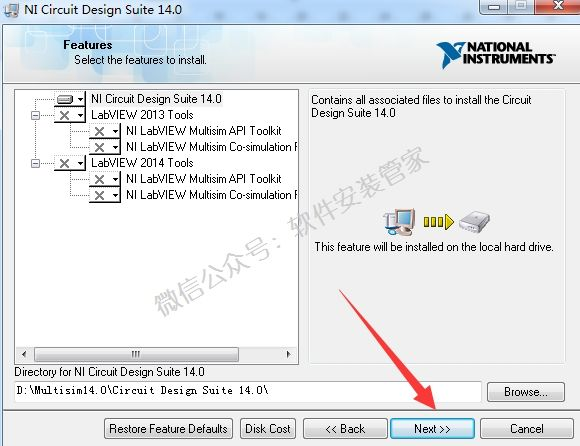 NI Circuit Design Suite 14.0
Features
Select the features to install.
NATIONAL
INSTRUMENTS™
NI Circuit Design Suite 14.0
LabVIEW 2013 Tools
NI LabVIEW Multisim API Toolkit
NI LabVIEW Multisim Co-simulation F
LabVIEW 2014 Tools
NI LabVIEW Multisim API Toolkit
NI LabVIEW Multisim Co-simulation F
Contains all associated files to install the Circuit
Design Suite 14.0
This feature will be installed on the local hard drive.
微信公众号：软件安装管家
Directory for NI Circuit Design Suite 14.0
D:\Multisim14.0\Circuit Design Suite 14.0\
Browse...
Restore Feature Defaults
Disk Cost
<< Back
Next >>
Cancel